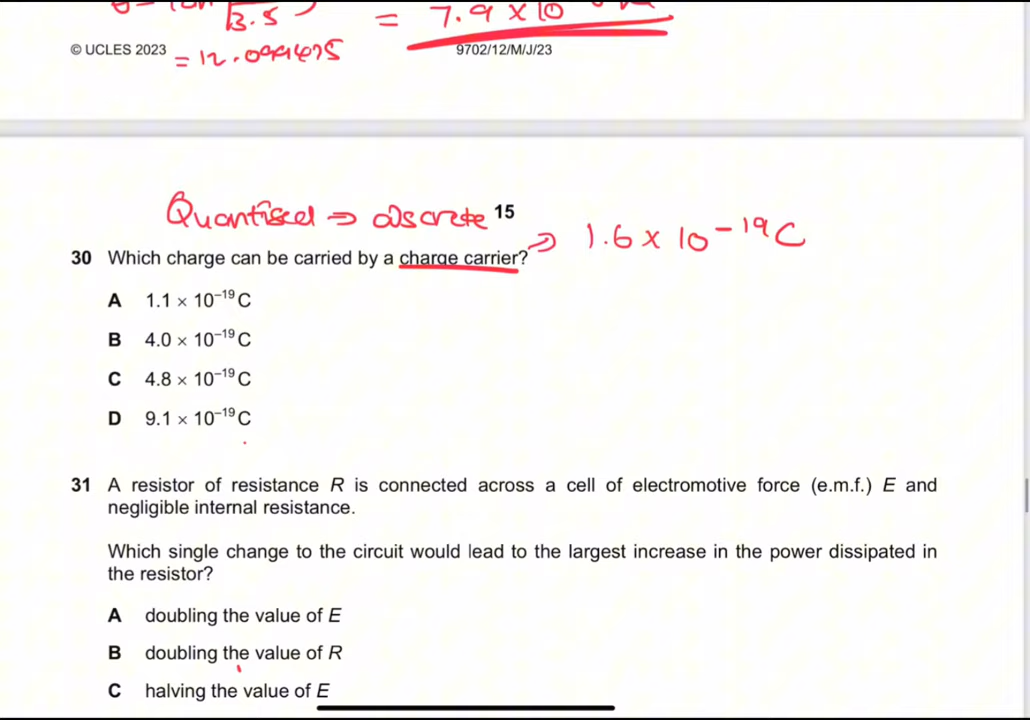 13.5
= 7.9 × 10
© UCLES 2023
= 12.0994075
9702/12/M/J/23
Quantised ⇒ discrete
15
⇒ 1.6 × 10⁻¹⁹ C
30 Which charge can be carried by a charge carrier?
A 1.1 × 10⁻¹⁹ C
B 4.0 × 10⁻¹⁹ C
C 4.8 × 10⁻¹⁹ C
D 9.1 × 10⁻¹⁹ C
31 A resistor of resistance R is connected across a cell of electromotive force (e.m.f.) E and
negligible internal resistance.
Which single change to the circuit would lead to the largest increase in the power dissipated in
the resistor?
A doubling the value of E
B doubling the value of R
C halving the value of E